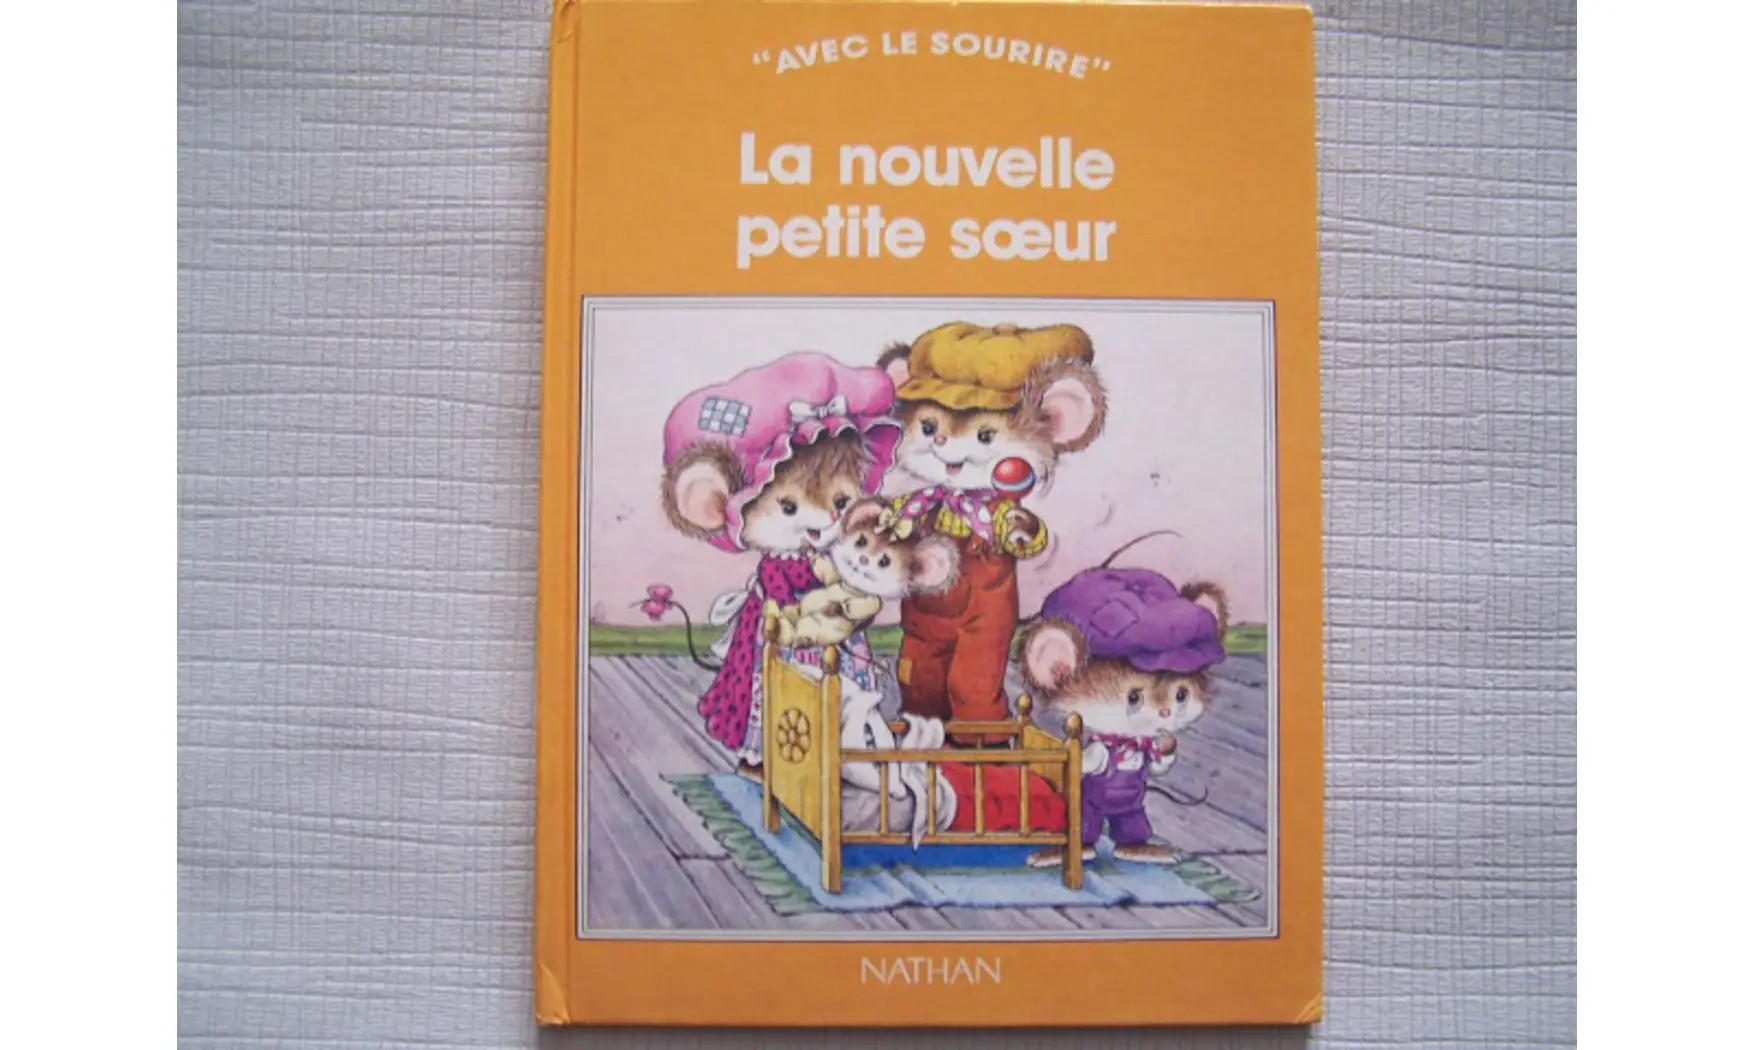 "AVEC LE SOURIRE"
La nouvelle
petite sœur
NATHAN